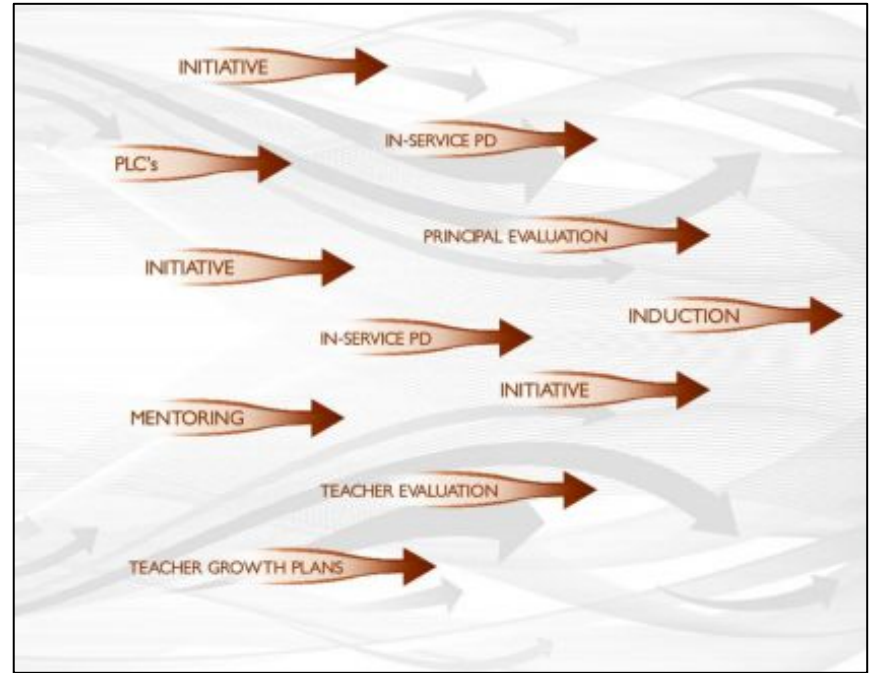 INITIATIVE
IN-SERVICE PD
PLC's
PRINCIPAL EVALUATION
INITIATIVE
INDUCTION
IN-SERVICE PD
INITIATIVE
MENTORING
TEACHER EVALUATION
TEACHER GROWTH PLANS